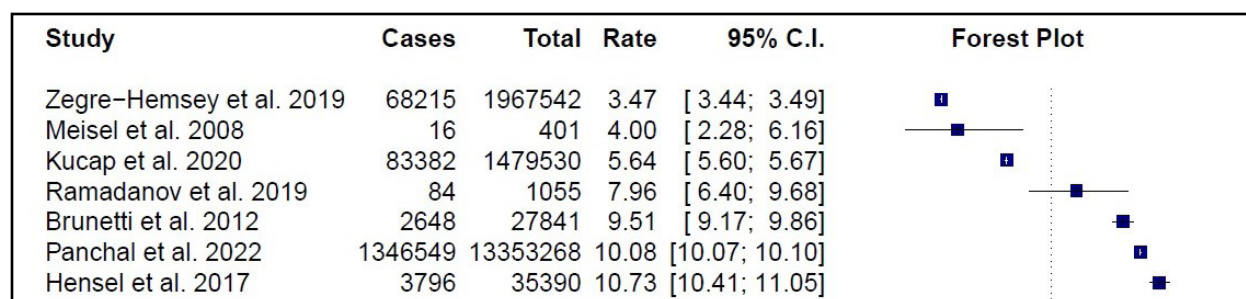 Study Cases Total Rate 95% C.I. Forest Plot
Zegre−Hemsey et al. 2019 68215 1967542 3.47 [ 3.44; 3.49]
Meisel et al. 2008 16 401 4.00 [ 2.28; 6.16]
Kucap et al. 2020 83382 1479530 5.64 [ 5.60; 5.67]
Ramadanov et al. 2019 84 1055 7.96 [ 6.40; 9.68]
Brunetti et al. 2012 2648 27841 9.51 [ 9.17; 9.86]
Panchal et al. 2022 1346549 13353268 10.08 [10.07; 10.10]
Hensel et al. 2017 3796 35390 10.73 [10.41; 11.05]